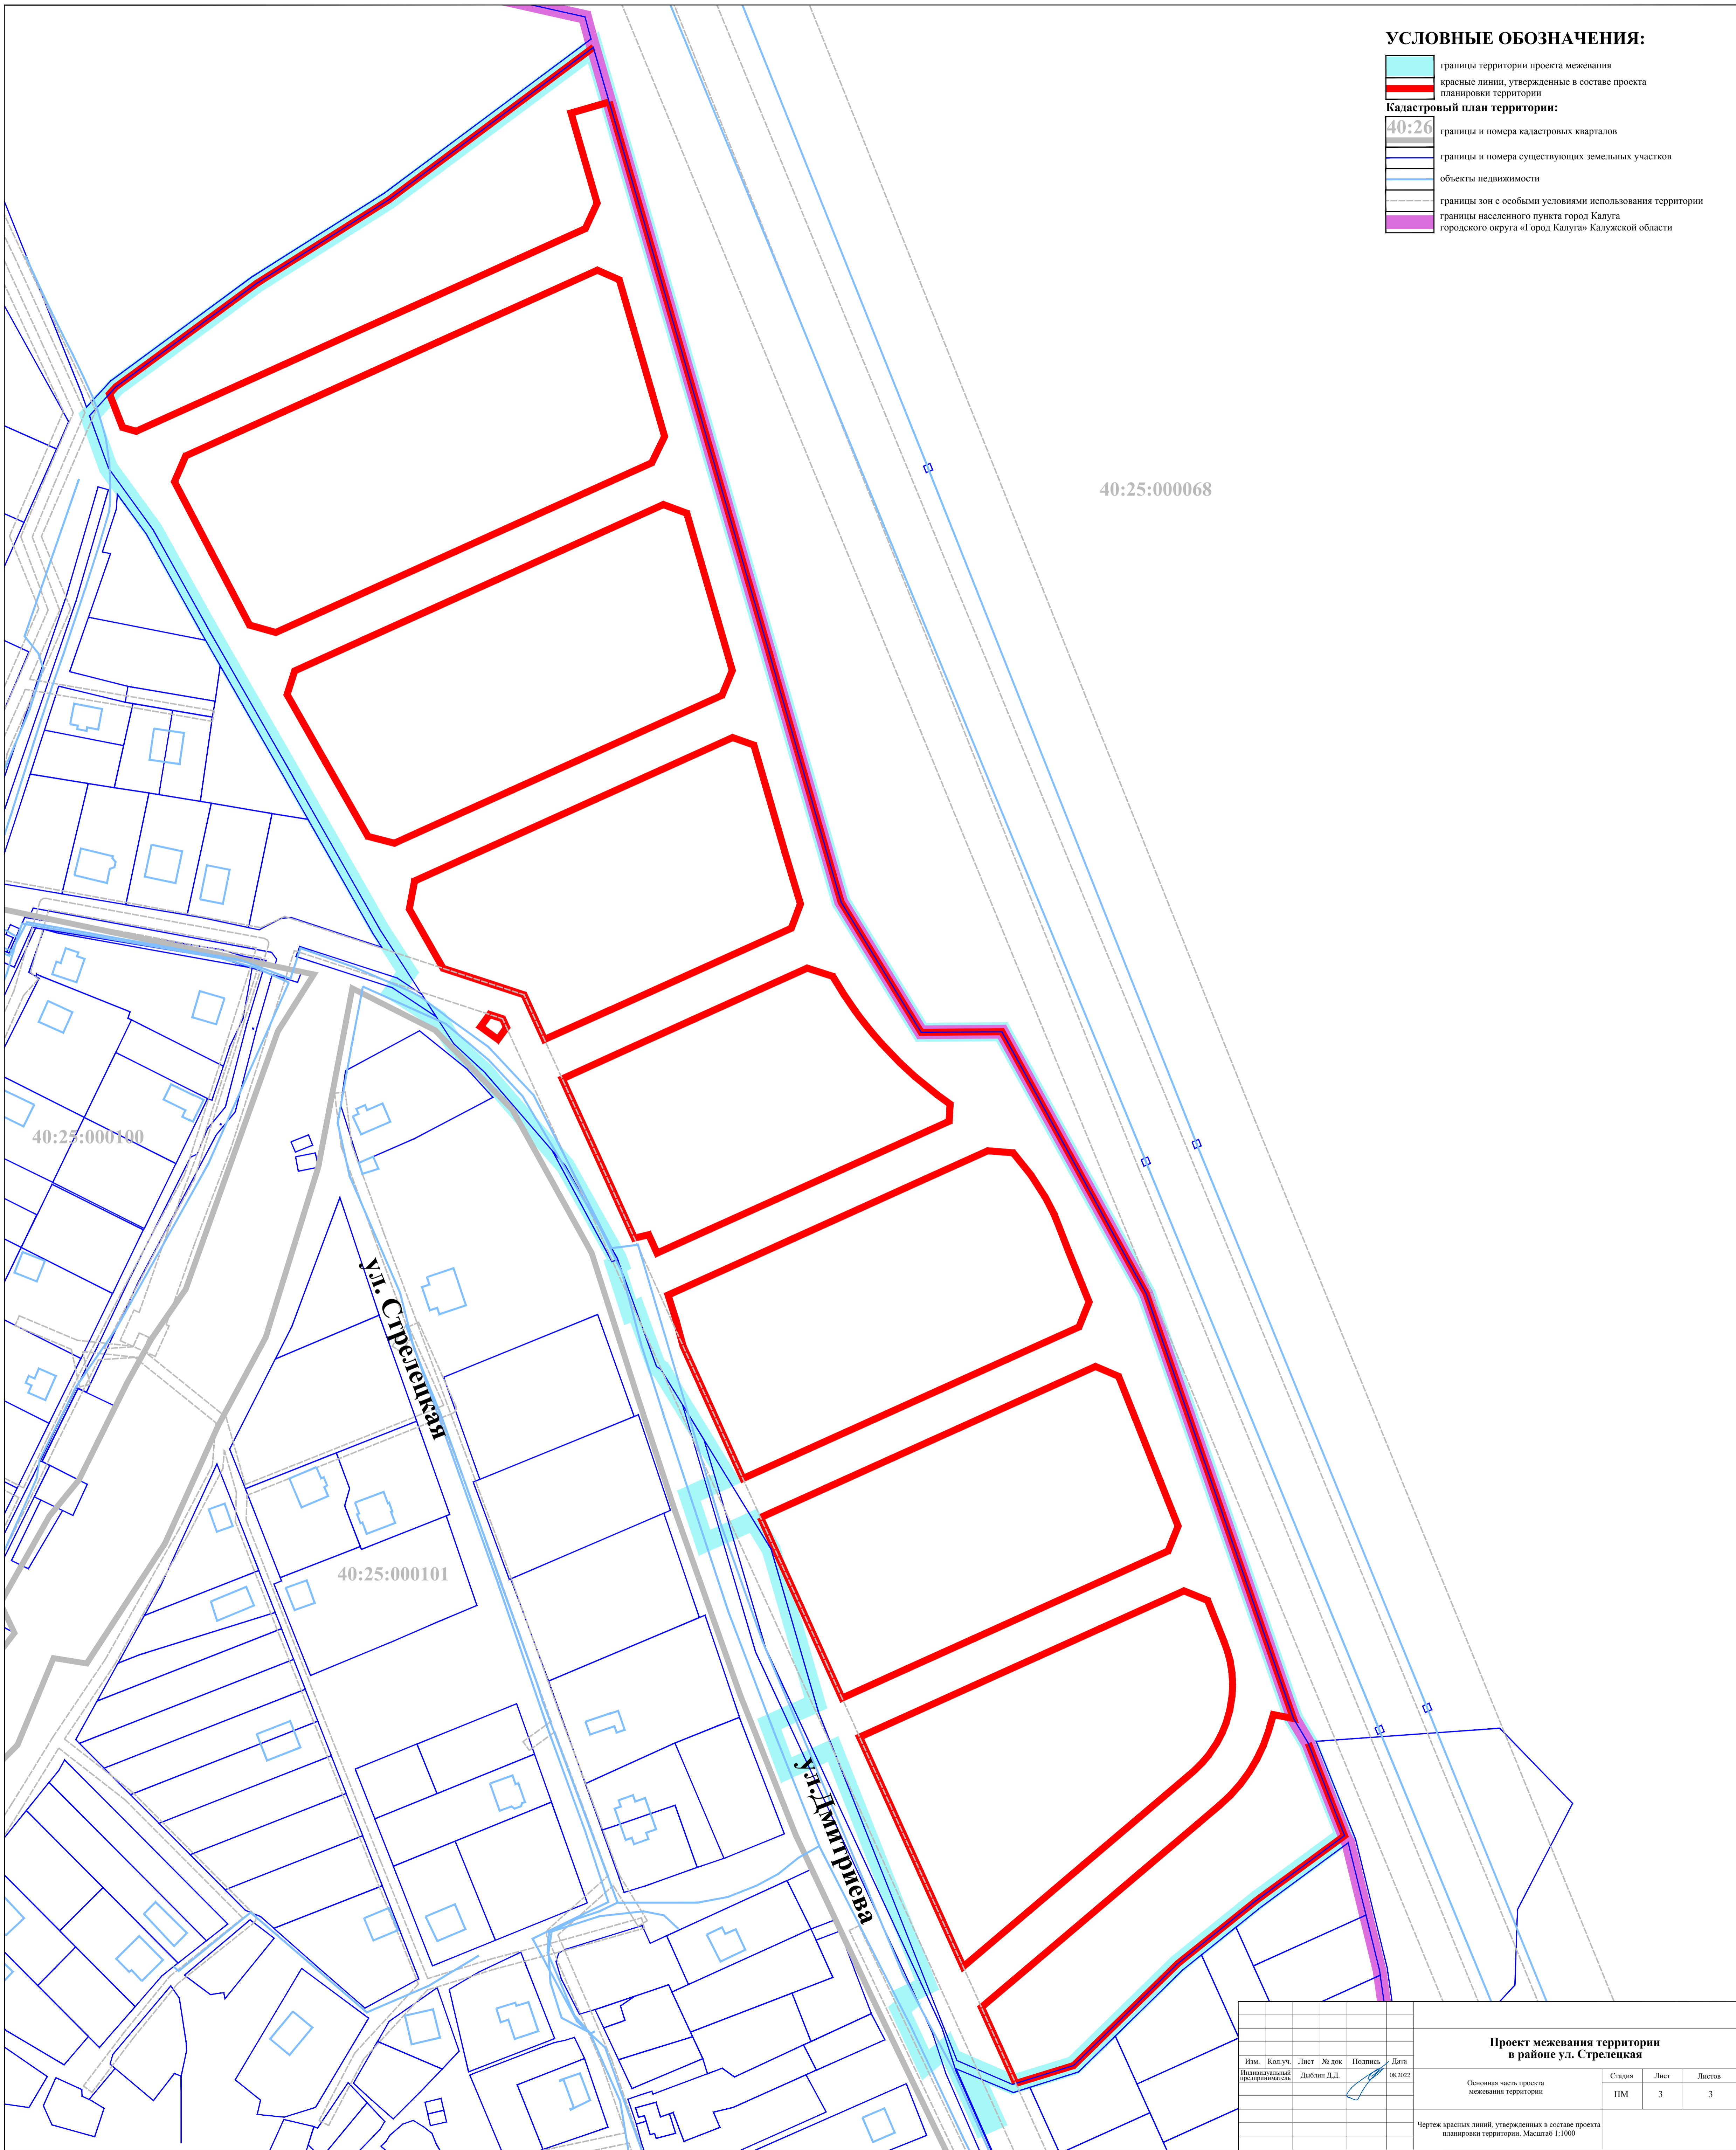 УСЛОВНЫЕ ОБОЗНАЧЕНИЯ:
границы территории проекта межевания
красные линии, утвержденные в составе проекта
планировки территории
Кадастровый план территории:
40:26
границы и номера кадастровых кварталов
границы и номера существующих земельных участков
объекты недвижимости
границы зон с особыми условиями использования территории
границы населенного пункта город Калуга
городского округа «Город Калуга» Калужской области
40:25:000068
40:25:000100
ул. Стрелецкая
40:25:000101
ул.Дмитриева
Проект межевания территории
в районе ул. Стрелецкая
Изм. Кол.уч. Лист № док Подпись Дата
Индивидуальный
предприниматель
Дыблин Д.Д. 08.2022
Основная часть проекта
межевания территории
Стадия Лист Листов
ПМ 3 3
Чертеж красных линий, утвержденных в составе проекта
планировки территории. Масштаб 1:1000